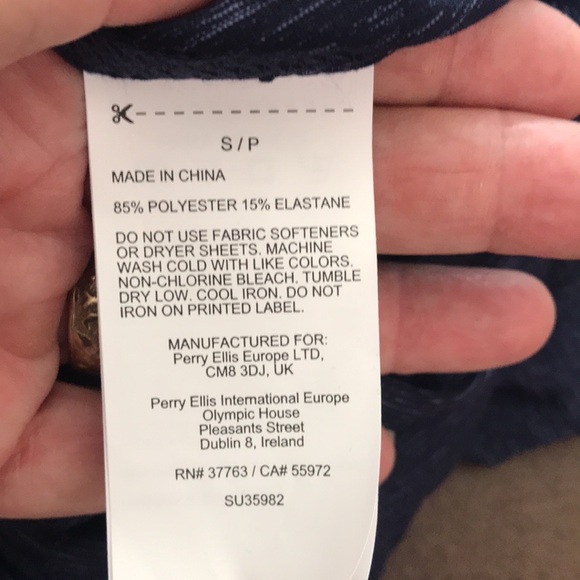 S / P
MADE IN CHINA
85% POLYESTER 15% ELASTANE
DO NOT USE FABRIC SOFTENERS
OR DRYER SHEETS. MACHINE
WASH COLD WITH LIKE COLORS.
NON-CHLORINE BLEACH. TUMBLE
DRY LOW. COOL IRON. DO NOT
IRON ON PRINTED LABEL.
MANUFACTURED FOR:
Perry Ellis Europe LTD,
CM8 3DJ, UK
Perry Ellis International Europe
Olympic House
Pleasants Street
Dublin 8, Ireland
RN# 37763 / CA# 55972
SU35982